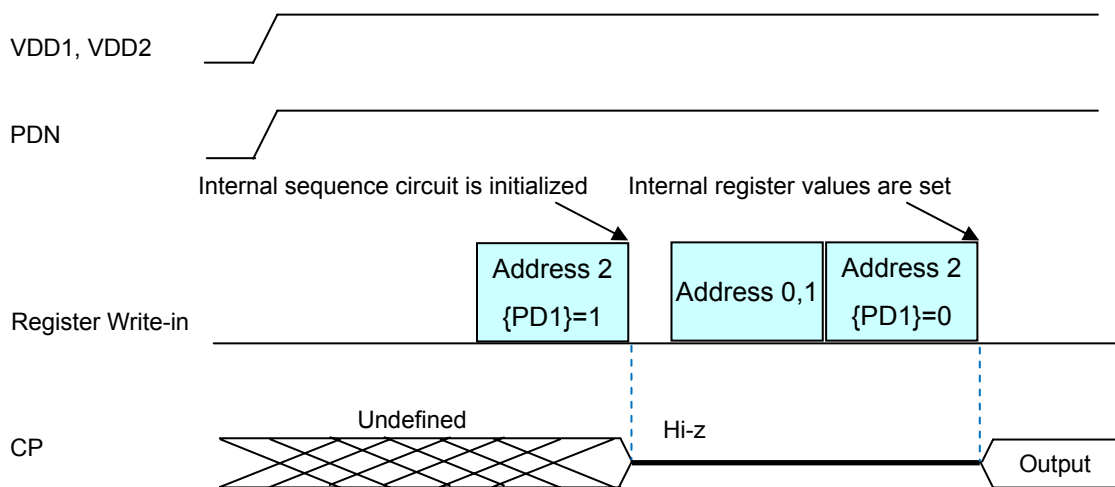 VDD1, VDD2
PDN
Internal sequence circuit is initialized
Internal register values are set
Register Write-in
Address 2
{PD1}=1
Address 0,1
Address 2
{PD1}=0
CP
Undefined
Hi-z
Output